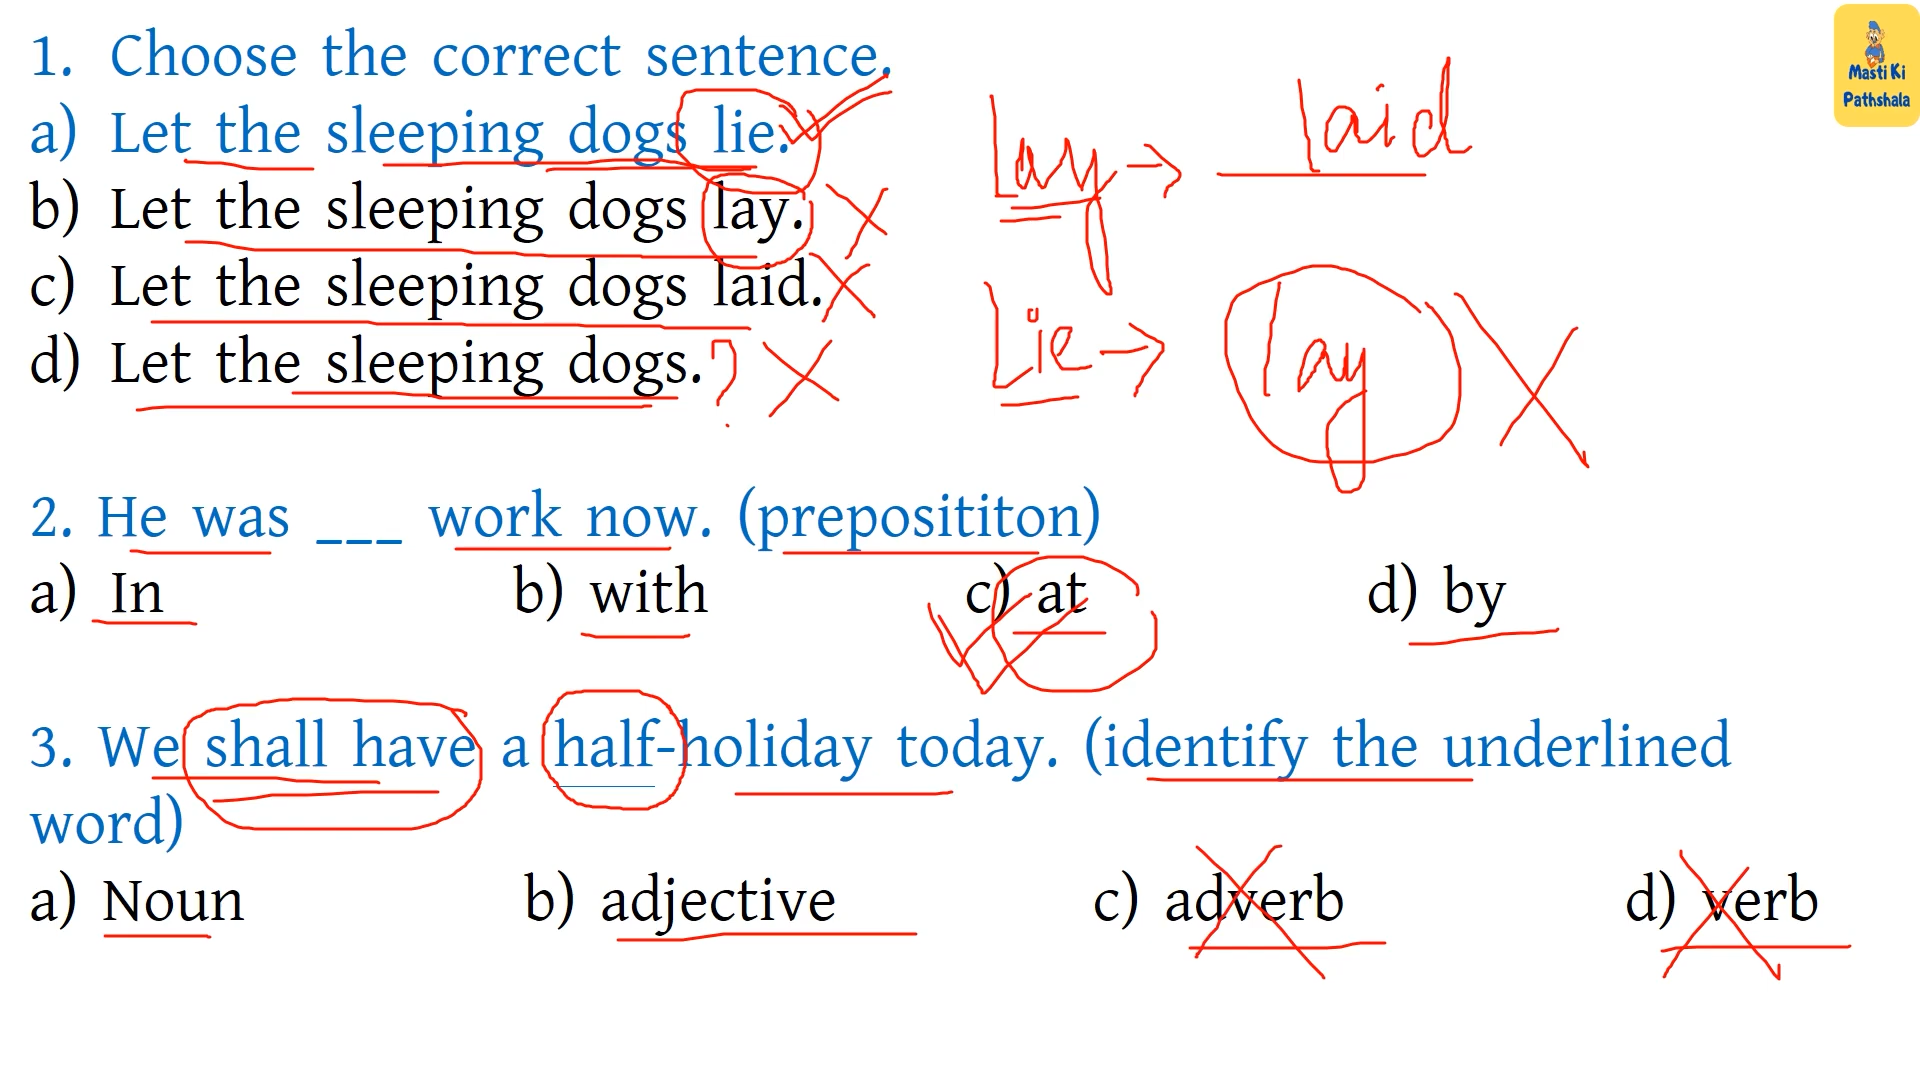 1. Choose the correct sentence.
a) Let the sleeping dogs lie.
b) Let the sleeping dogs lay.
c) Let the sleeping dogs laid.
d) Let the sleeping dogs. ?
Lay → laid
Lie → lay
Masti Ki
Pathshala
2. He was ___ work now. (preposititon)
a) In b) with c) at d) by
3. We shall have a half-holiday today. (identify the underlined
word)
a) Noun b) adjective c) adverb d) verb